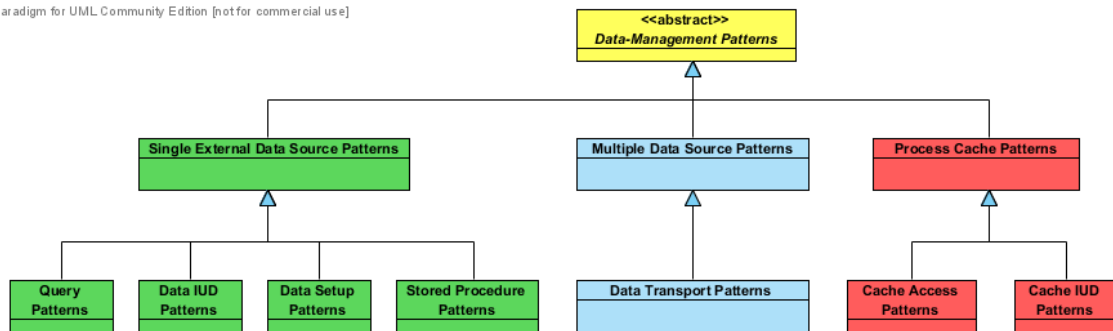 aradigm for UML Community Edition [not for commercial use]
<<abstract>>
Data-Management Patterns
Single External Data Source Patterns
Multiple Data Source Patterns
Process Cache Patterns
Query
Patterns
Data IUD
Patterns
Data Setup
Patterns
Stored Procedure
Patterns
Data Transport Patterns
Cache Access
Patterns
Cache IUD
Patterns